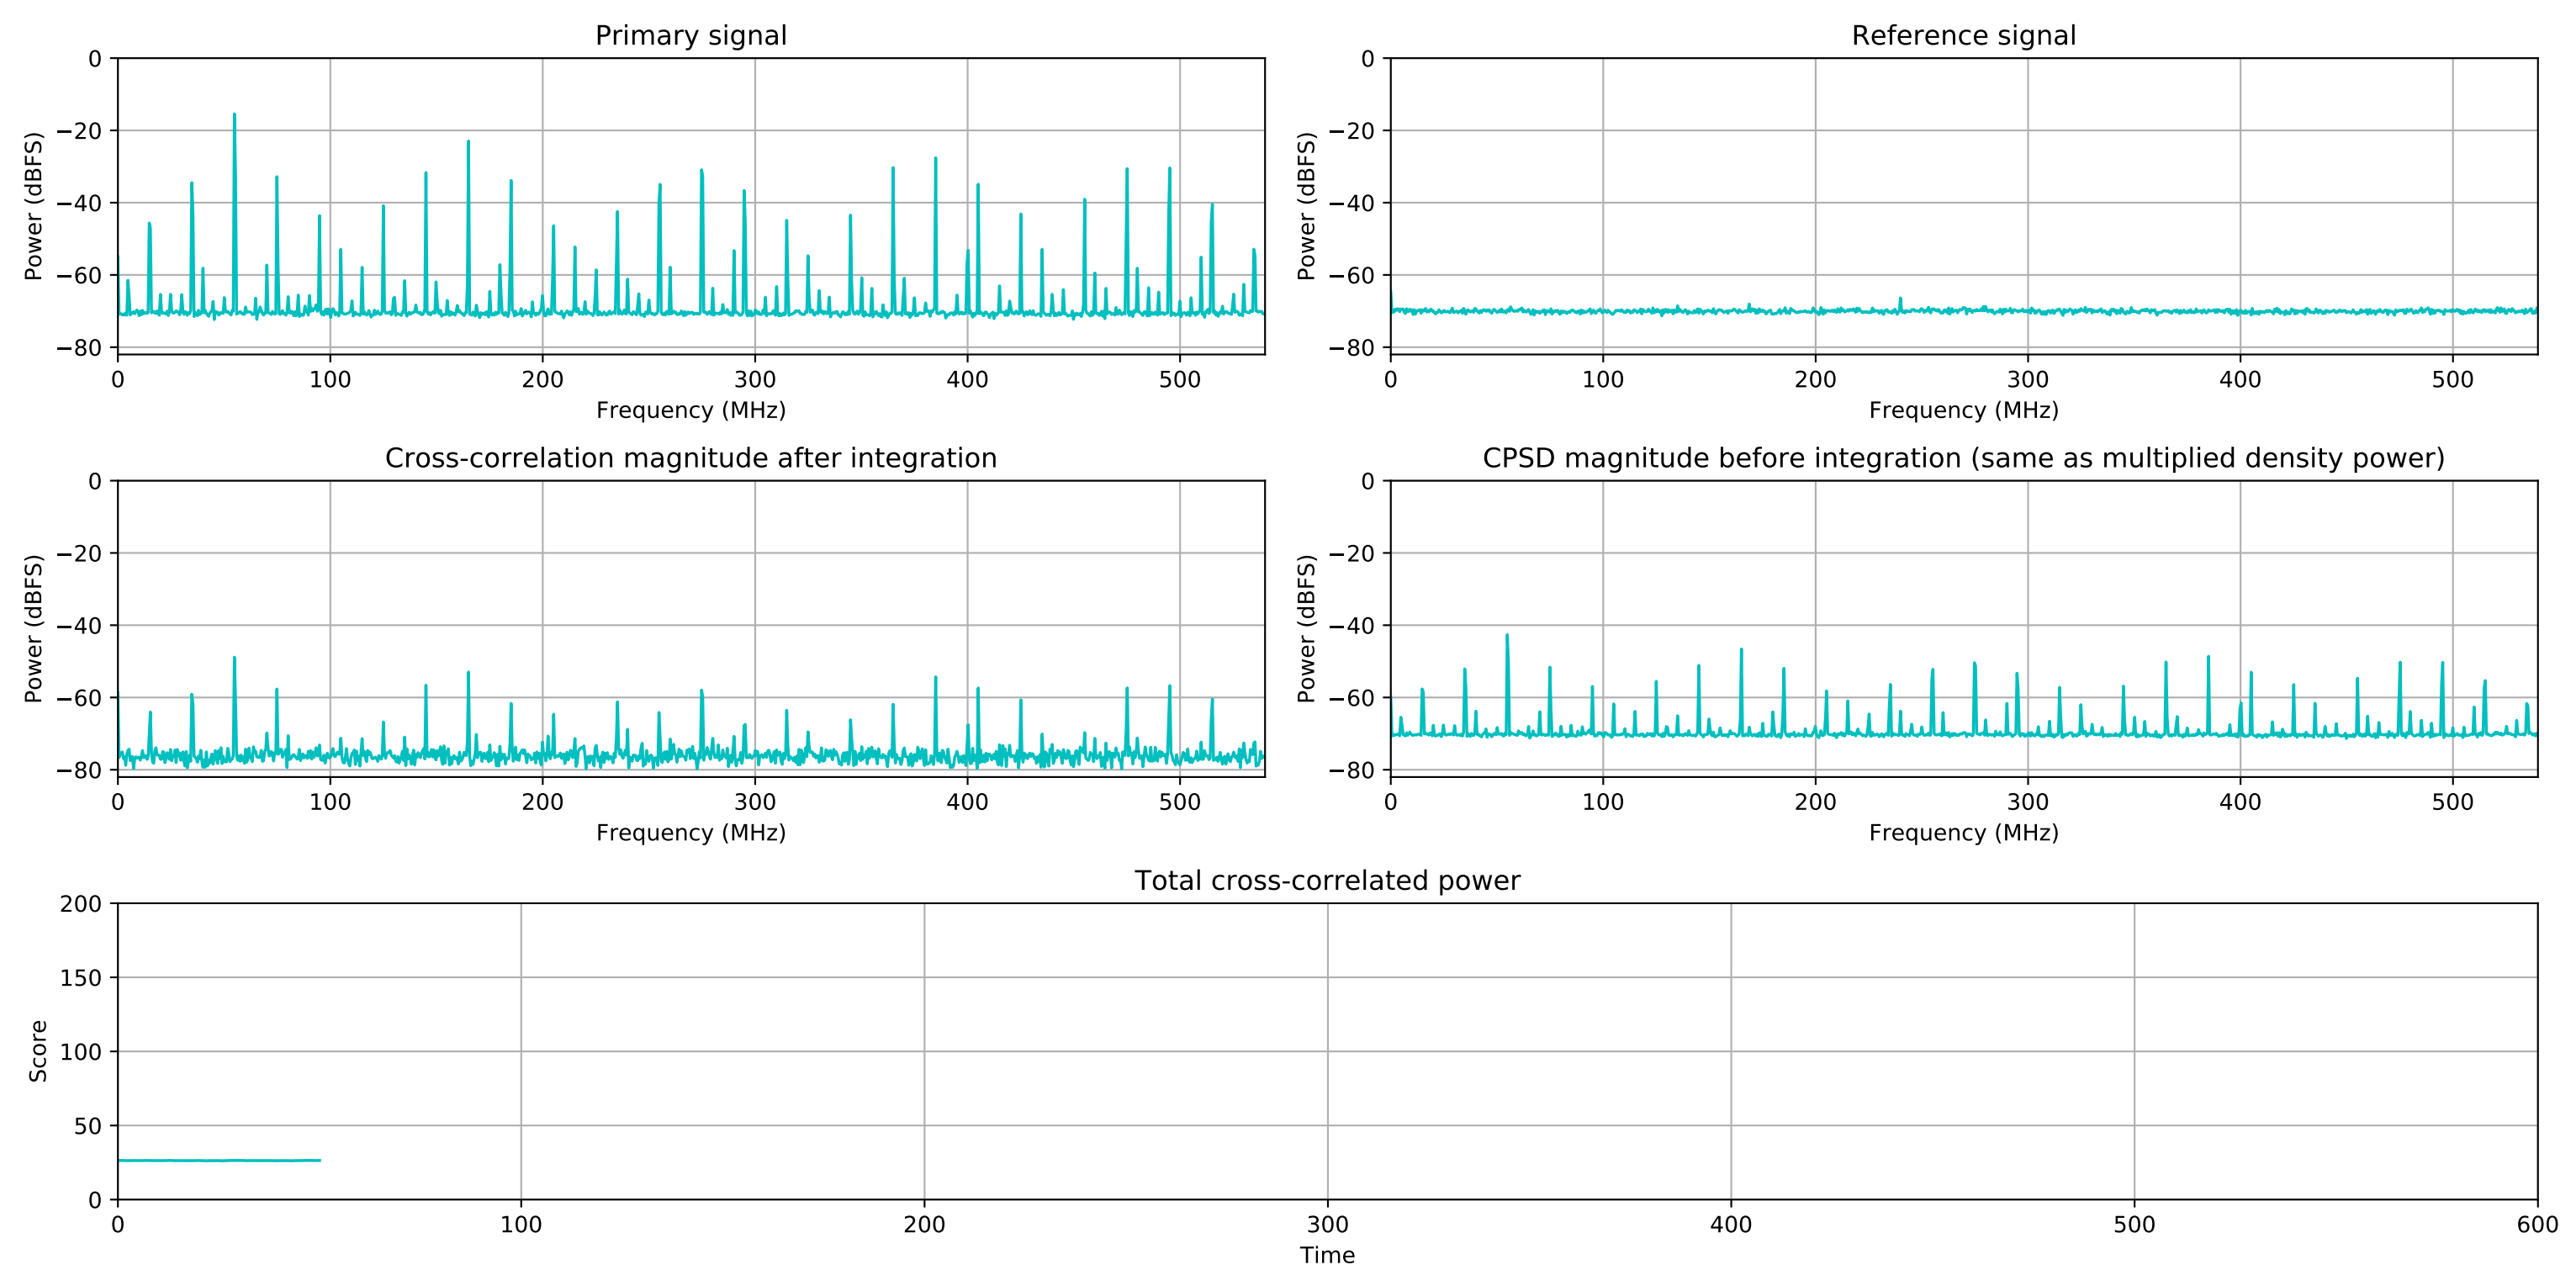 Primary signal
0
−20
−40
−60
−80
Power (dBFS)
0 100 200 300 400 500
Frequency (MHz)
Reference signal
0
−20
−40
−60
−80
Power (dBFS)
0 100 200 300 400 500
Frequency (MHz)
Cross-correlation magnitude after integration
0
−20
−40
−60
−80
Power (dBFS)
0 100 200 300 400 500
Frequency (MHz)
CPSD magnitude before integration (same as multiplied density power)
0
−20
−40
−60
−80
Power (dBFS)
0 100 200 300 400 500
Frequency (MHz)
Total cross-correlated power
200
150
100
50
0
Score
0 100 200 300 400 500 600
Time